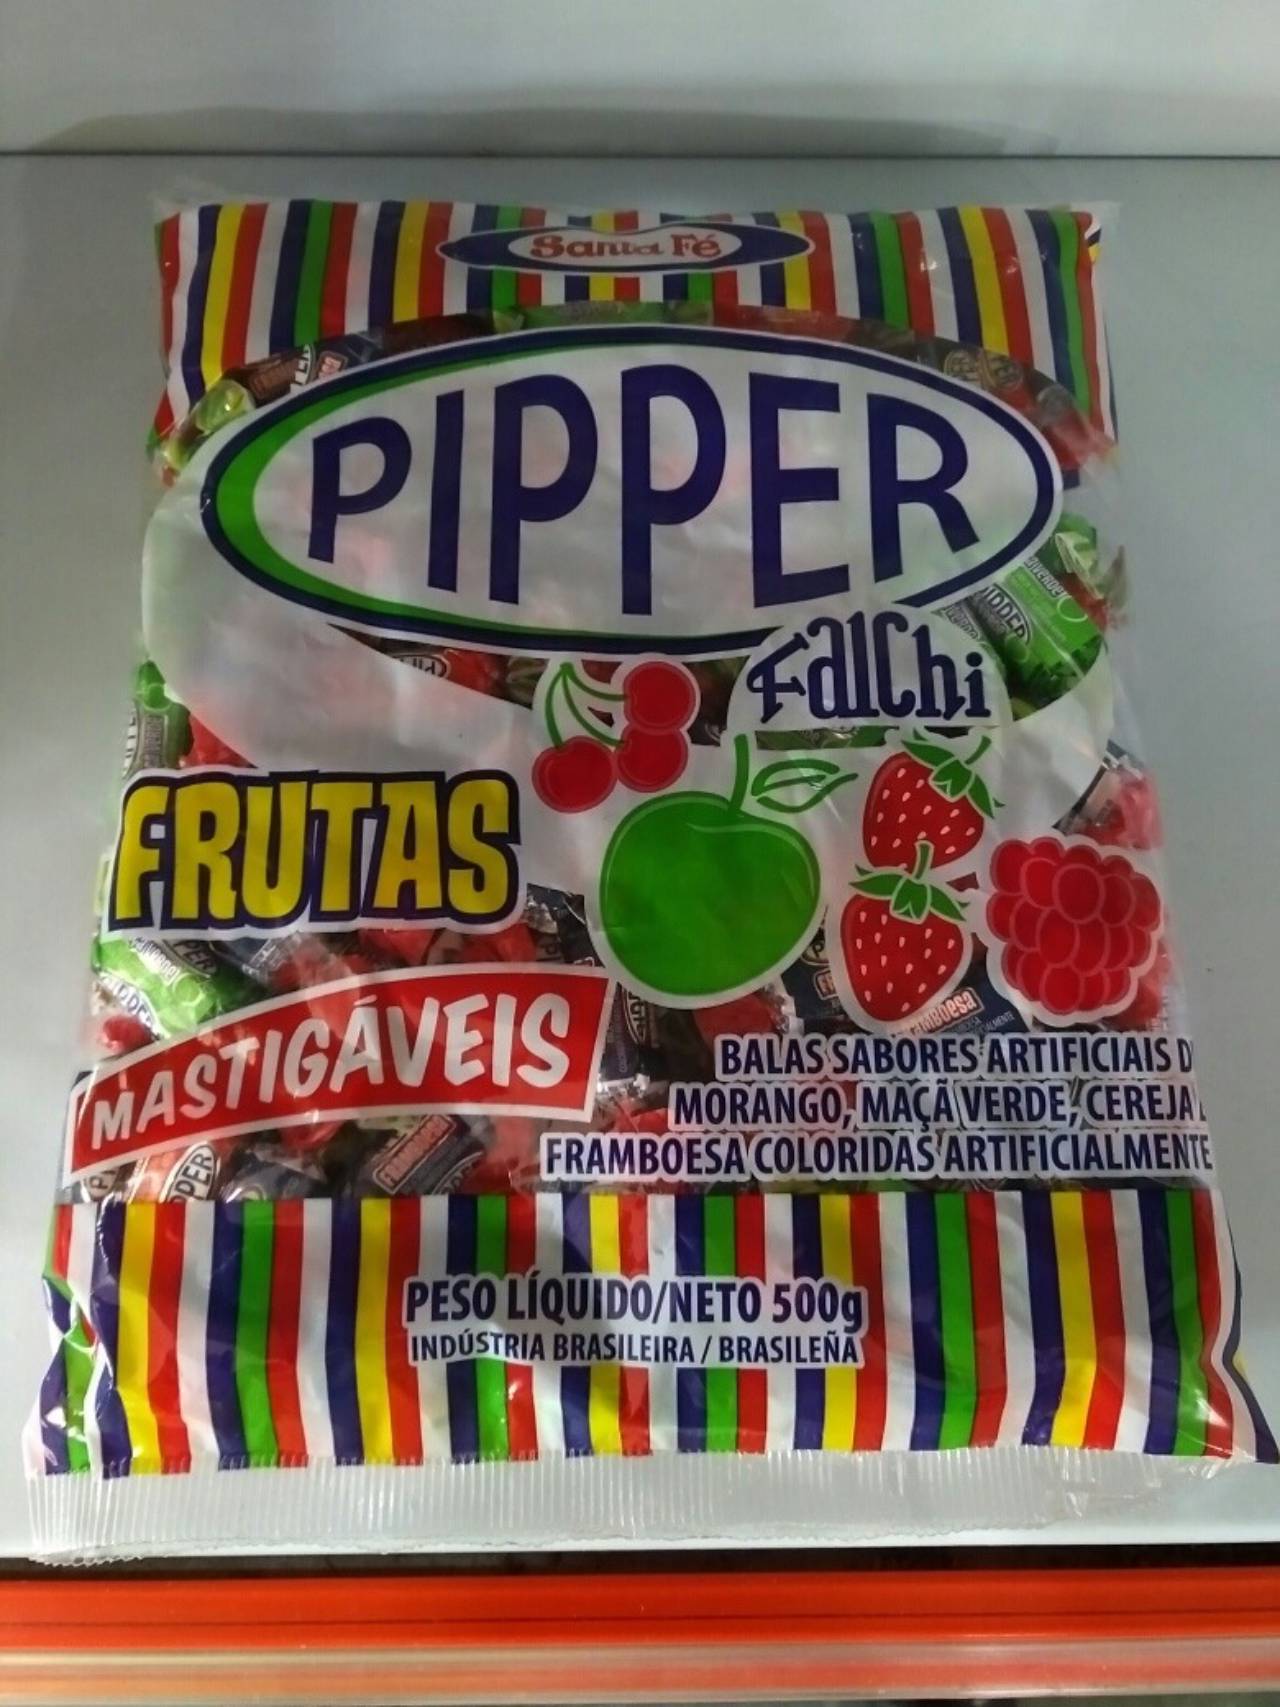 Santa Fé
PIPPER
Falchi
FRUTAS
MASTIGÁVEIS
BALAS SABORES ARTIFICIAIS D
MORANGO, MAÇÃ VERDE, CEREJA
FRAMBOESA COLORIDAS ARTIFICIALMENTE
PESO LÍQUIDO/NETO 500g
INDÚSTRIA BRASILEIRA / BRASILEÑA